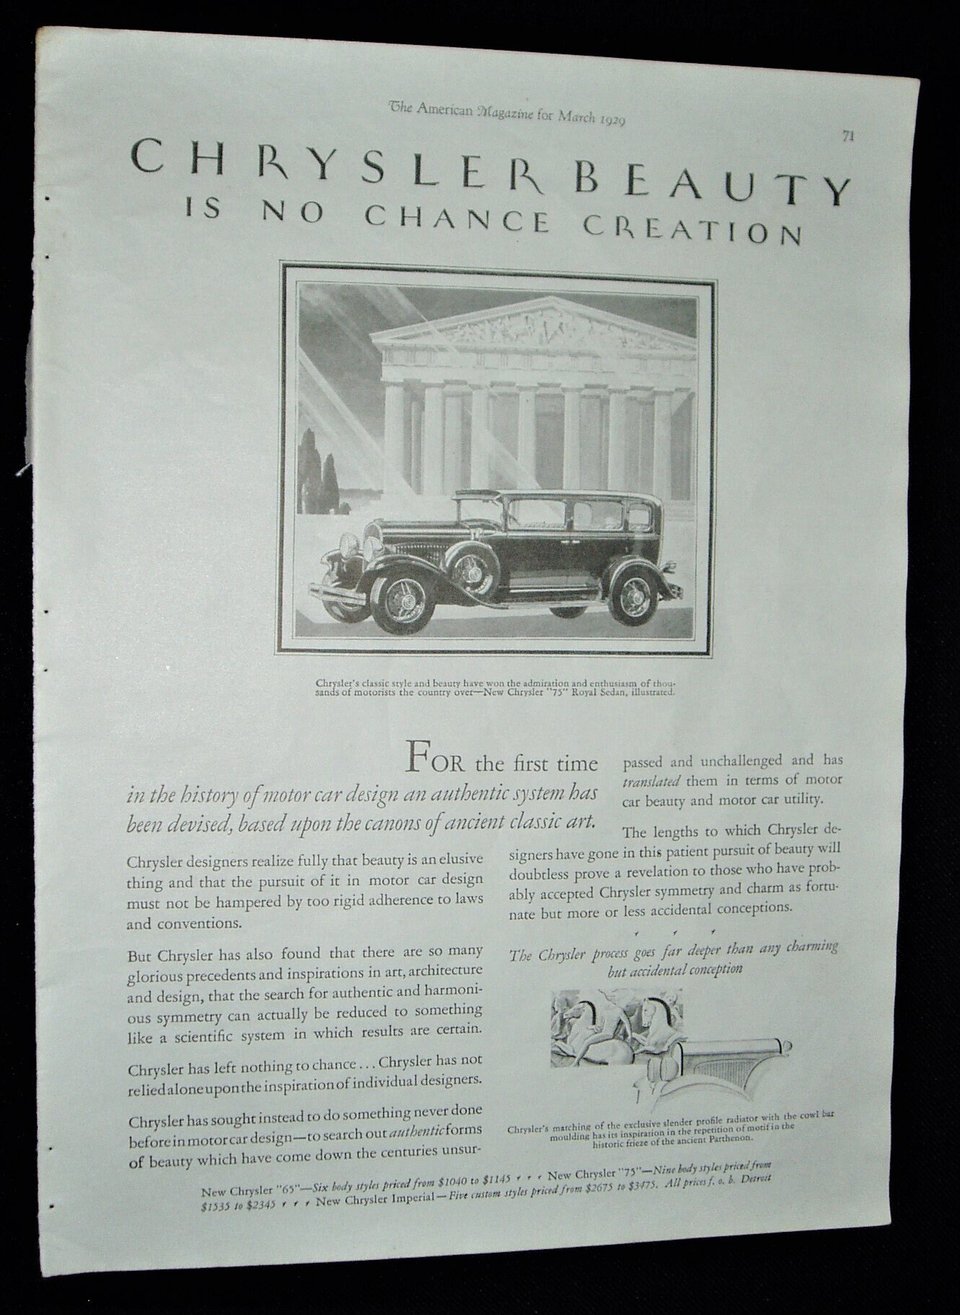 The American Magazine for March 1929
71
CHRYSLER BEAUTY
IS NO CHANCE CREATION
Chrysler's classic style and beauty have won the admiration and enthusiasm of thou-
sands of motorists the country over—New Chrysler "75" Royal Sedan, illustrated.
FOR the first time
in the history of motor car design an authentic system has
been devised, based upon the canons of ancient classic art.
Chrysler designers realize fully that beauty is an elusive
thing and that the pursuit of it in motor car design
must not be hampered by too rigid adherence to laws
and conventions.
But Chrysler has also found that there are so many
glorious precedents and inspirations in art, architecture
and design, that the search for authentic and harmoni-
ous symmetry can actually be reduced to something
like a scientific system in which results are certain.
Chrysler has left nothing to chance . . . Chrysler has not
relied alone upon the inspiration of individual designers.
Chrysler has sought instead to do something never done
before in motor car design—to search out authentic forms
of beauty which have come down the centuries unsur-
passed and unchallenged and has
translated them in terms of motor
car beauty and motor car utility.
The lengths to which Chrysler de-
signers have gone in this patient pursuit of beauty will
doubtless prove a revelation to those who have prob-
ably accepted Chrysler symmetry and charm as fortu-
nate but more or less accidental conceptions.
The Chrysler process goes far deeper than any charming
but accidental conception
Chrysler's matching of the exclusive slender profile radiator with the cowl bar
moulding has its inspiration in the repetition of motif in the
historic frieze of the ancient Parthenon.
New Chrysler "65"—Six body styles priced from $1040 to $1145 , , , New Chrysler "75"—Nine body styles priced from
$1535 to $2345 , , , New Chrysler Imperial—Five custom styles priced from $2675 to $3475. All prices f. o. b. Detroit